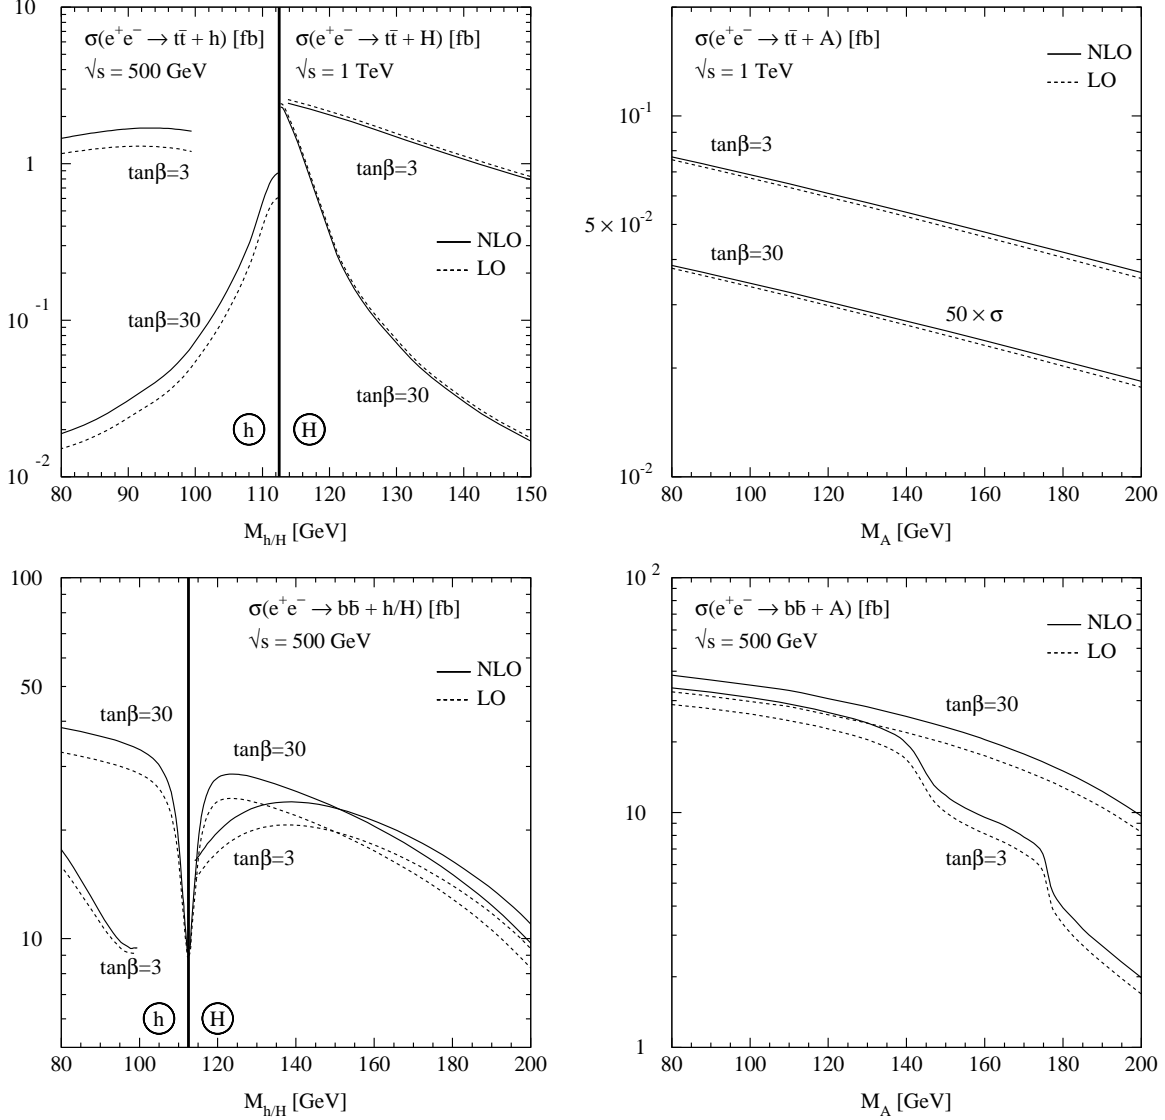 10
1
10⁻¹
10⁻²
σ(e⁺e⁻ → tt̄ + h) [fb]
√s = 500 GeV
σ(e⁺e⁻ → tt̄ + H) [fb]
√s = 1 TeV
tanβ=3
tanβ=3
NLO
LO
tanβ=30
tanβ=30
h
H
80 90 100 110 120 130 140 150
M_h/H [GeV]
10⁻¹
5 × 10⁻²
10⁻²
σ(e⁺e⁻ → tt̄ + A) [fb]
√s = 1 TeV
NLO
LO
tanβ=3
tanβ=30
50 × σ
80 100 120 140 160 180 200
M_A [GeV]
100
50
10
σ(e⁺e⁻ → bb̄ + h/H) [fb]
√s = 500 GeV
NLO
LO
tanβ=30
tanβ=30
tanβ=3
tanβ=3
h
H
80 100 120 140 160 180 200
M_h/H [GeV]
10²
10
1
σ(e⁺e⁻ → bb̄ + A) [fb]
√s = 500 GeV
NLO
LO
tanβ=30
tanβ=3
80 100 120 140 160 180 200
M_A [GeV]